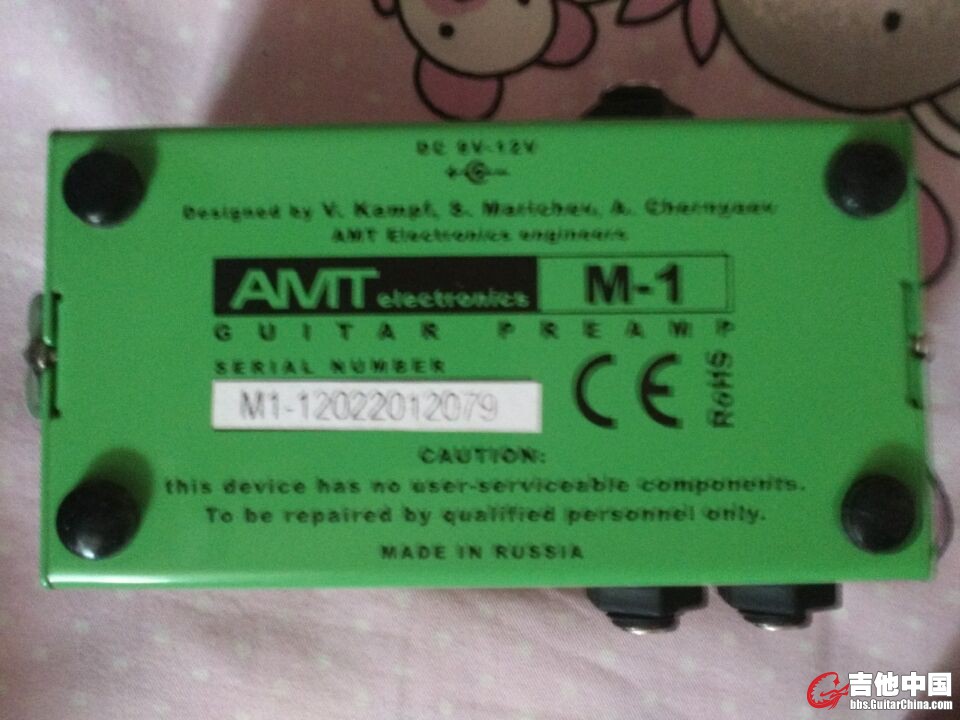 DC 9V-12V
Designed by V. Kampf, S. Marichev, A. Chernyaev
AMT Electronics engineers
AMT electronics M-1
GUITAR PREAMP
SERIAL NUMBER
M1-12022012079
CE RoHS
CAUTION:
this device has no user-serviceable components.
To be repaired by qualified personnel only.
MADE IN RUSSIA
吉他中国
bbs.GuitarChina.com